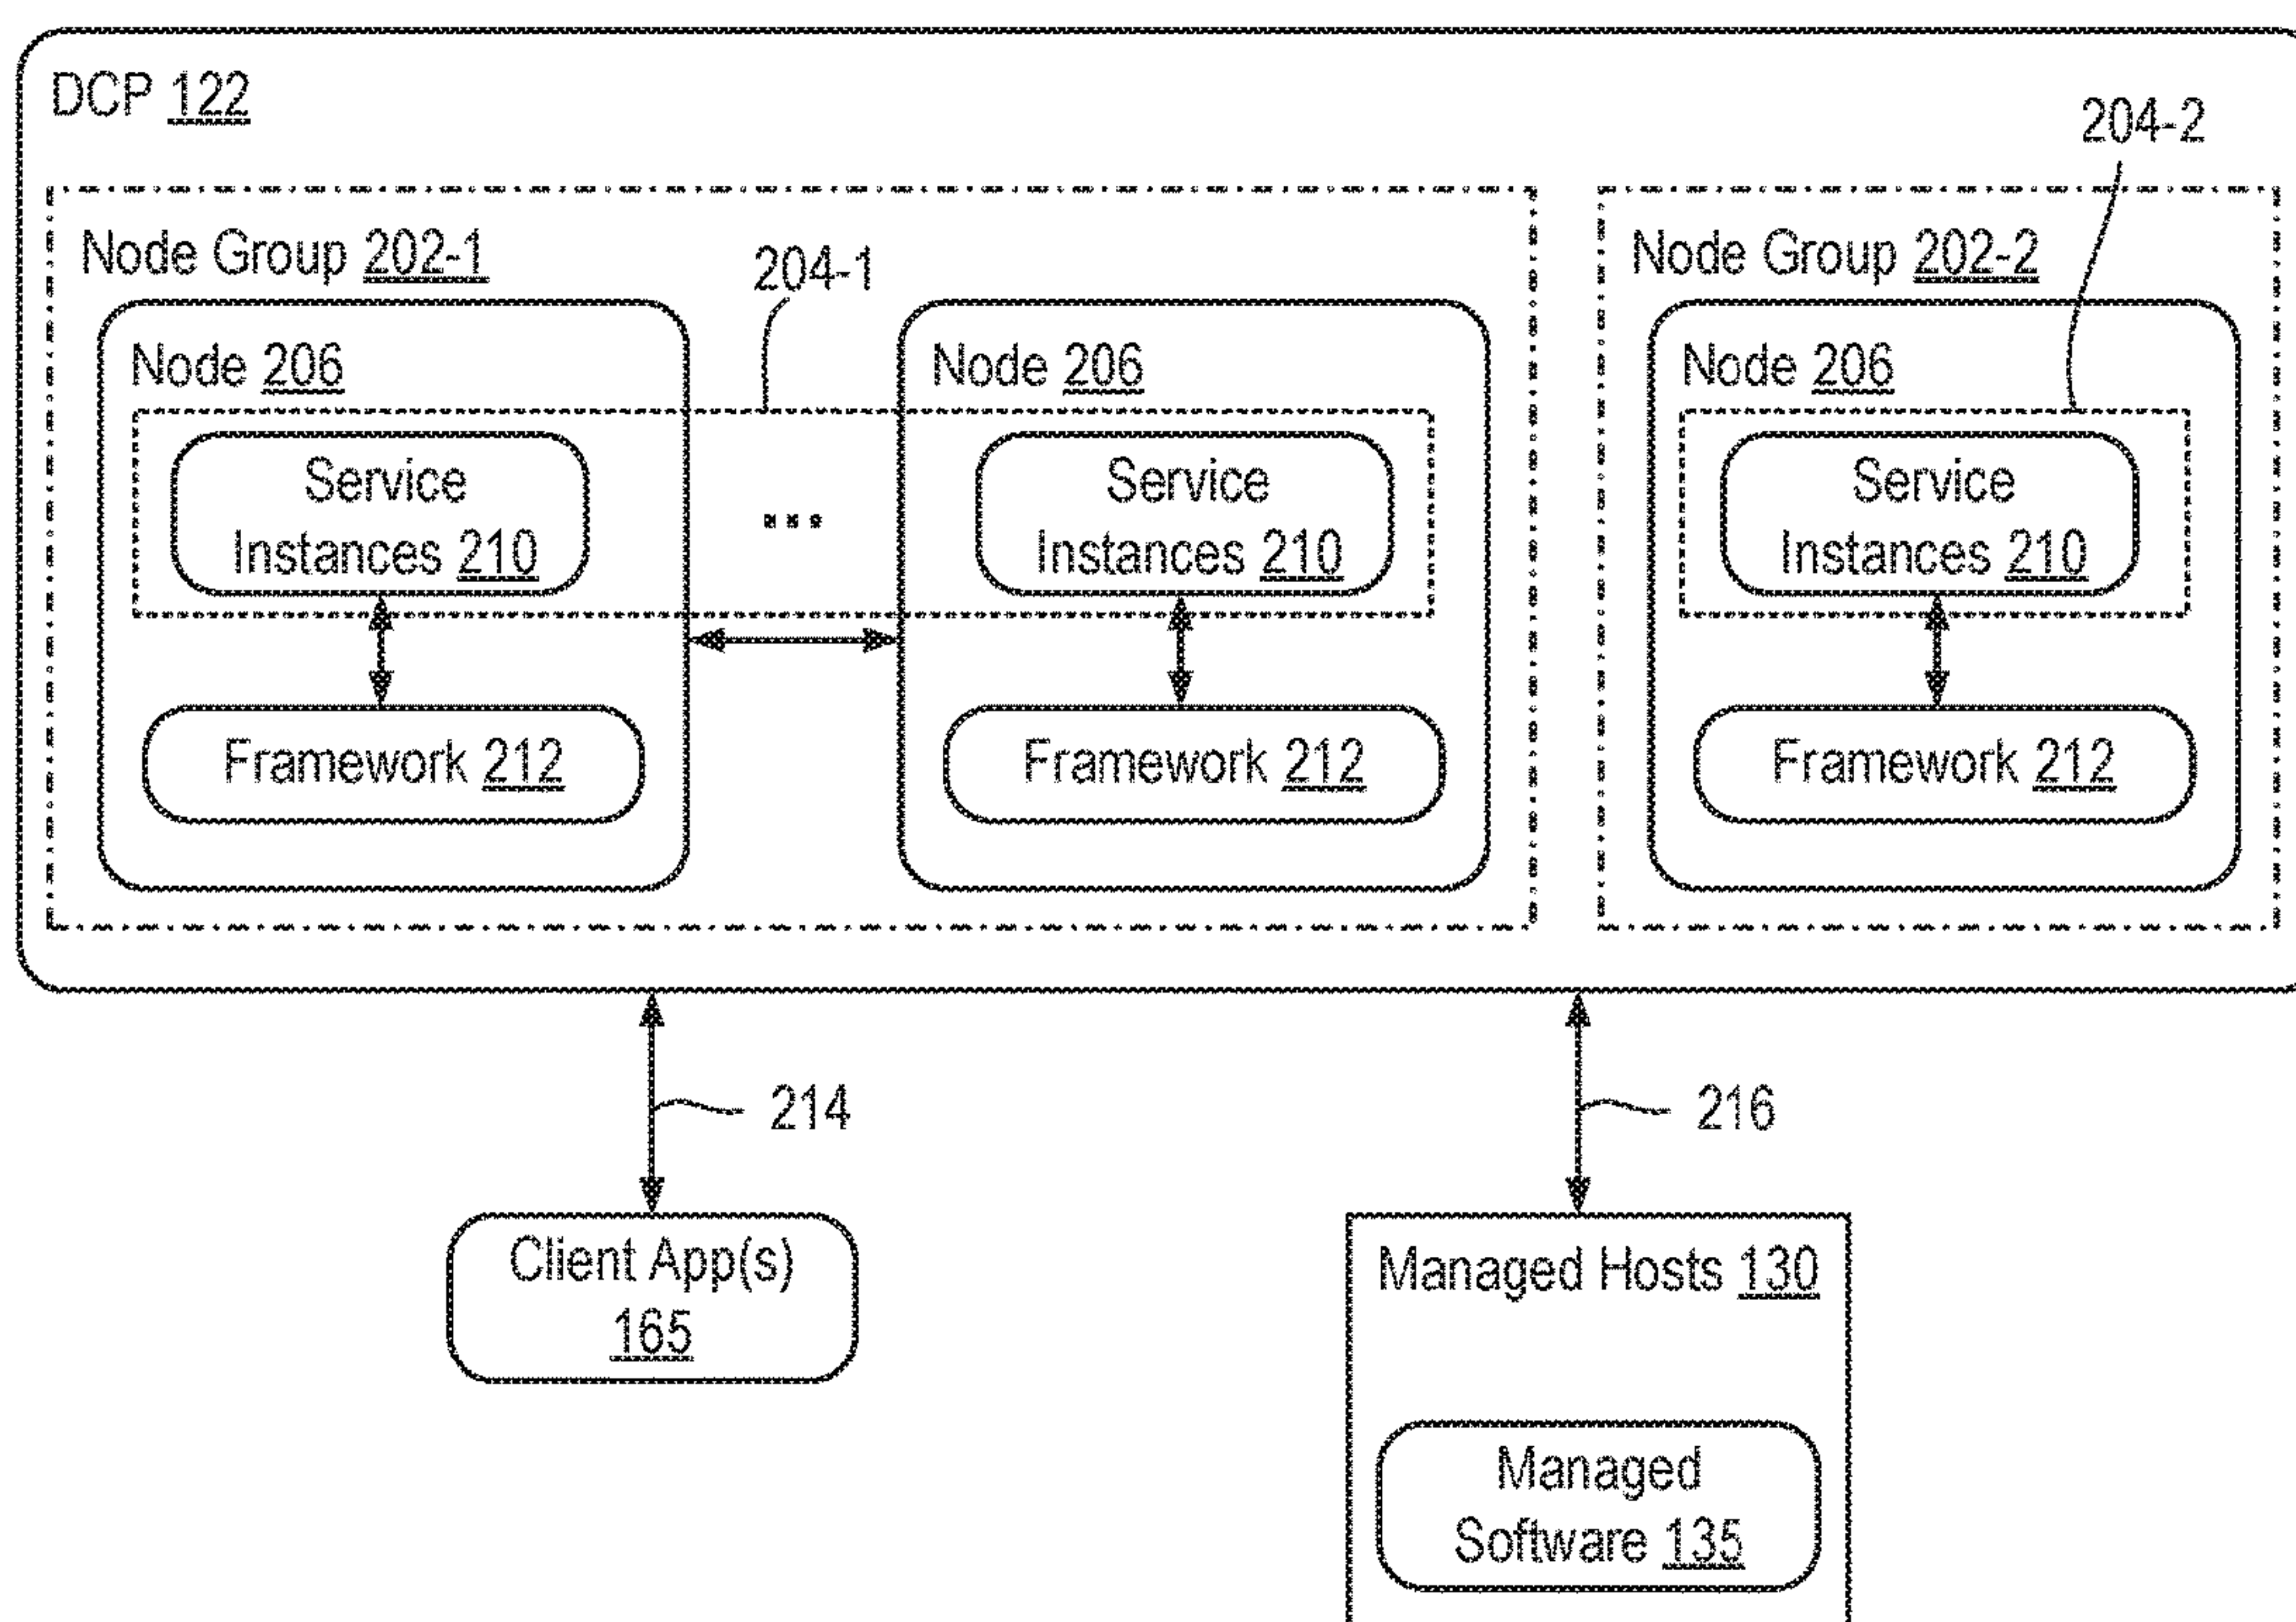 DCP 122
204-2
Node Group 202-1
204-1
Node Group 202-2
Node 206
Node 206
Node 206
Service
Instances 210
...
Service
Instances 210
Service
Instances 210
Framework 212
Framework 212
Framework 212
214
216
Client App(s)
165
Managed Hosts 130
Managed
Software 135